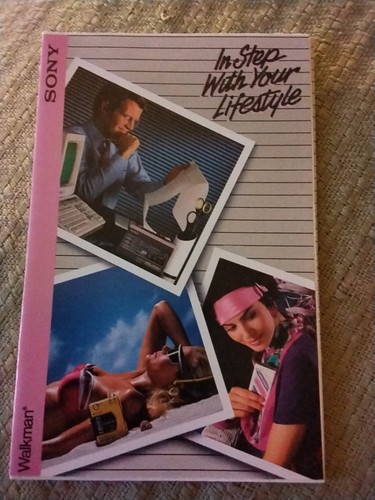 SONY
In Step
With Your
Lifestyle
Walkman®